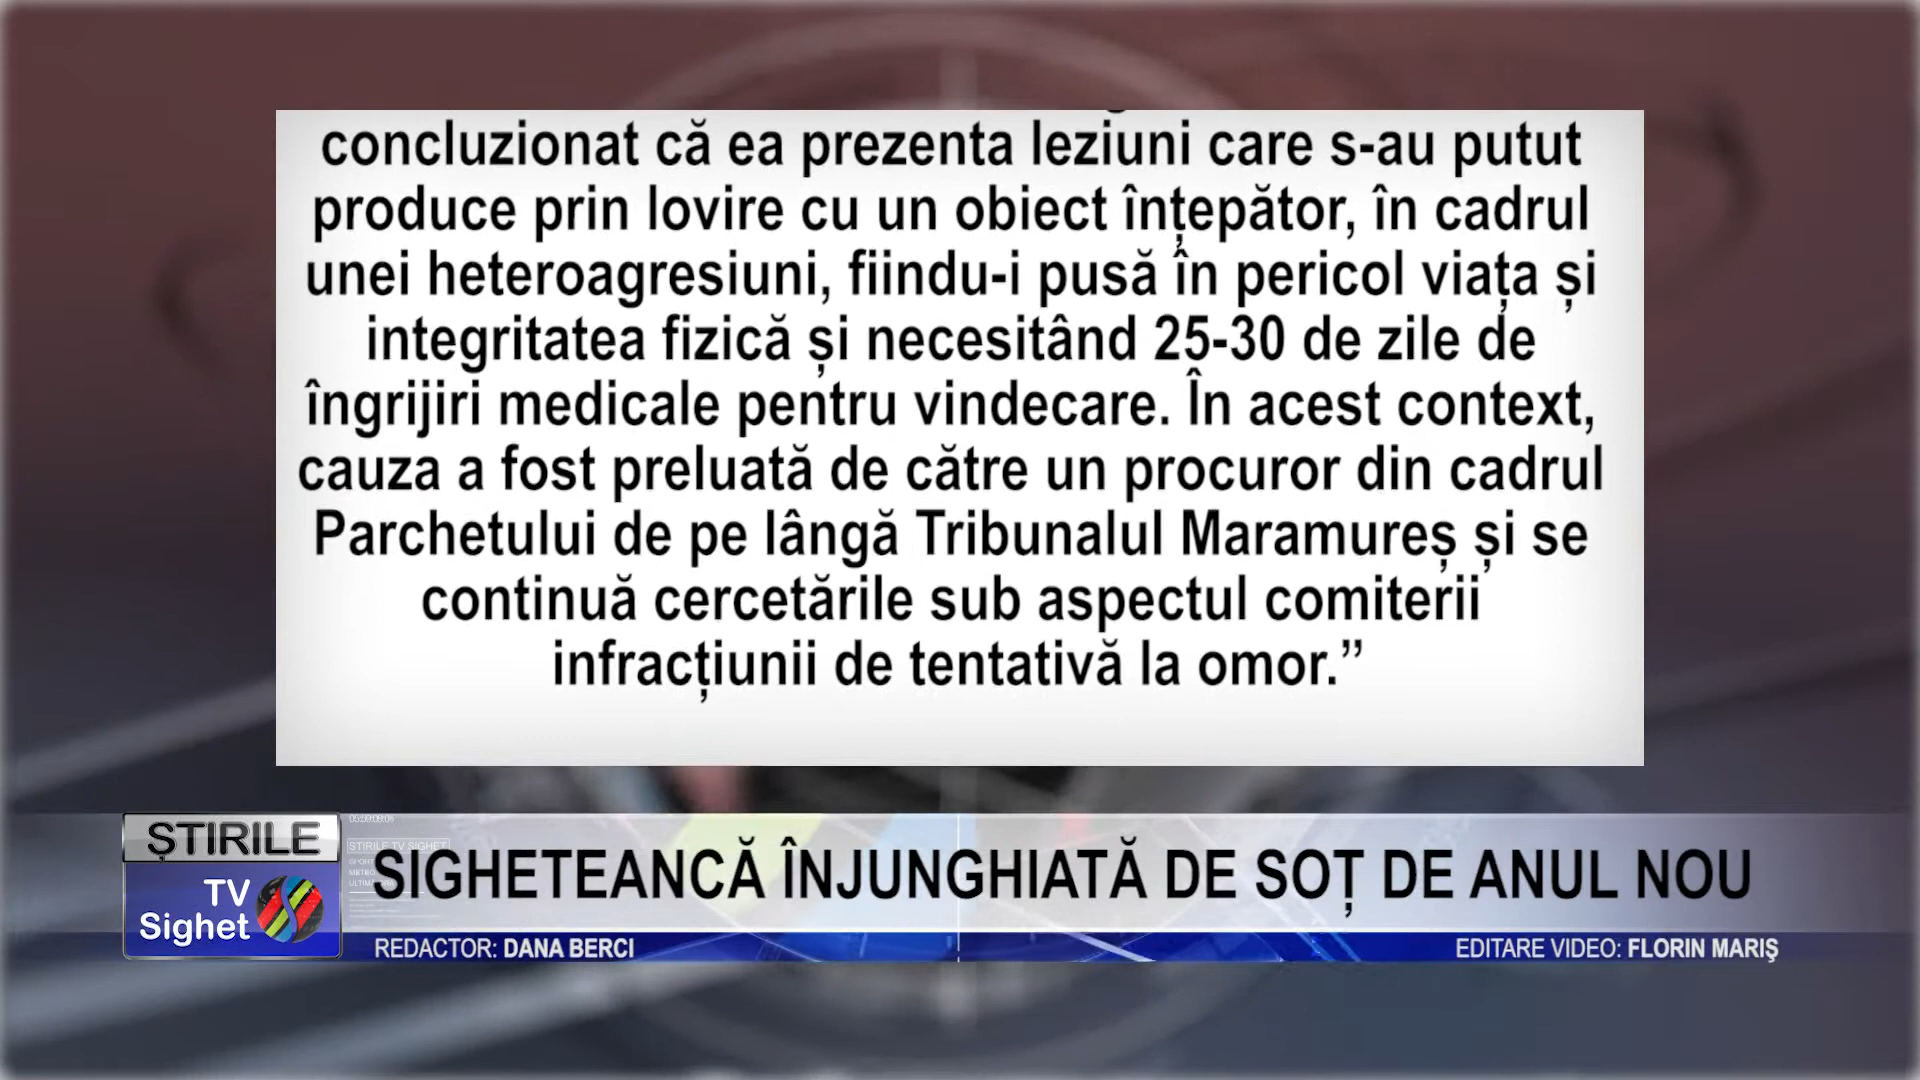 concluzionat că ea prezenta leziuni care s-au putut
produce prin lovire cu un obiect înțepător, în cadrul
unei heteroagresiuni, fiindu-i pusă în pericol viața și
integritatea fizică și necesitând 25-30 de zile de
îngrijiri medicale pentru vindecare. În acest context,
cauza a fost preluată de către un procuror din cadrul
Parchetului de pe lângă Tribunalul Maramureș și se
continuă cercetările sub aspectul comiterii
infracțiunii de tentativă la omor.”
ȘTIRILE
TV
Sighet
STIRILE TV SIGHET
SIGHETEANCĂ ÎNJUNGHIATĂ DE SOȚ DE ANUL NOU
REDACTOR: DANA BERCI
EDITARE VIDEO: FLORIN MARIŞ